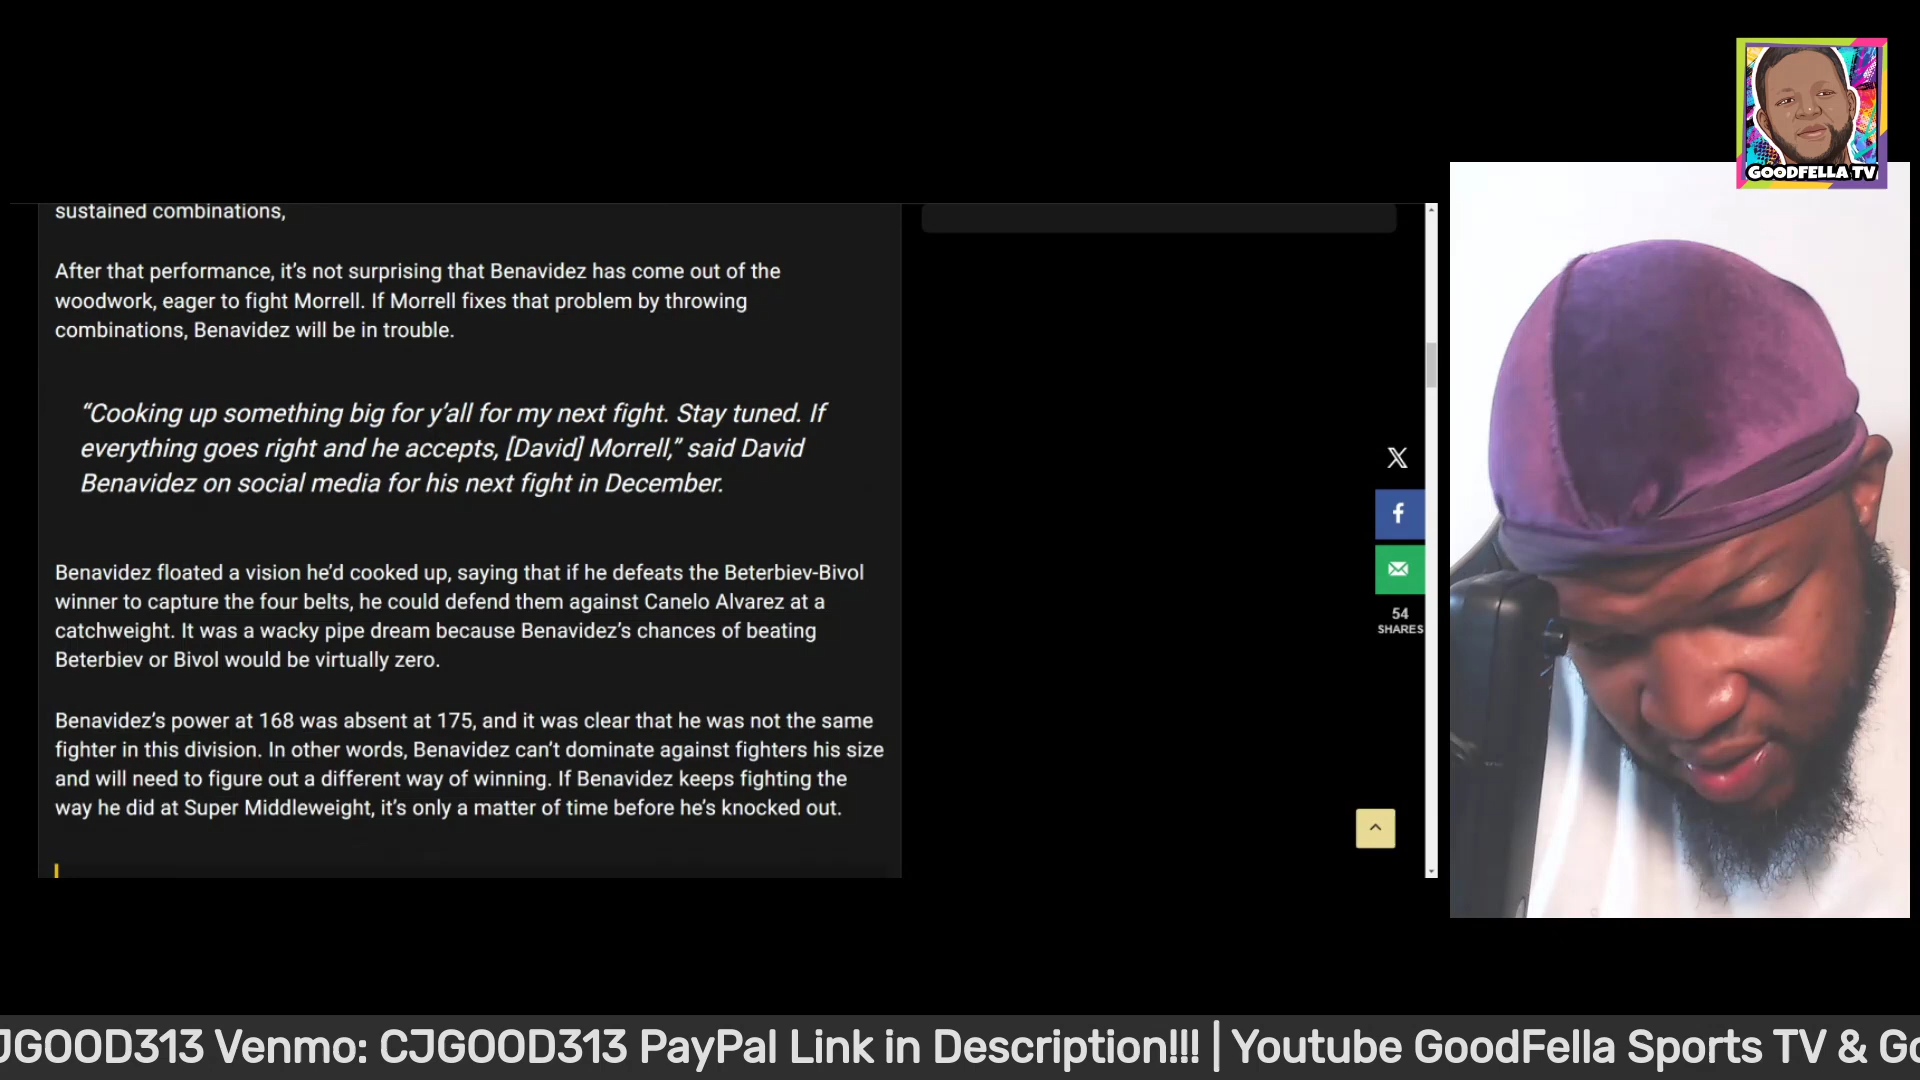 GOODFELLA TV
sustained combinations,
After that performance, it’s not surprising that Benavidez has come out of the
woodwork, eager to fight Morrell. If Morrell fixes that problem by throwing
combinations, Benavidez will be in trouble.
“Cooking up something big for y’all for my next fight. Stay tuned. If
everything goes right and he accepts, [David] Morrell,” said David
Benavidez on social media for his next fight in December.
Benavidez floated a vision he’d cooked up, saying that if he defeats the Beterbiev-Bivol
winner to capture the four belts, he could defend them against Canelo Alvarez at a
catchweight. It was a wacky pipe dream because Benavidez’s chances of beating
Beterbiev or Bivol would be virtually zero.
Benavidez’s power at 168 was absent at 175, and it was clear that he was not the same
fighter in this division. In other words, Benavidez can’t dominate against fighters his size
and will need to figure out a different way of winning. If Benavidez keeps fighting the
way he did at Super Middleweight, it’s only a matter of time before he’s knocked out.
54
SHARES
JGOOD313 Venmo: CJGOOD313 PayPal Link in Description!!! | Youtube GoodFella Sports TV & Go